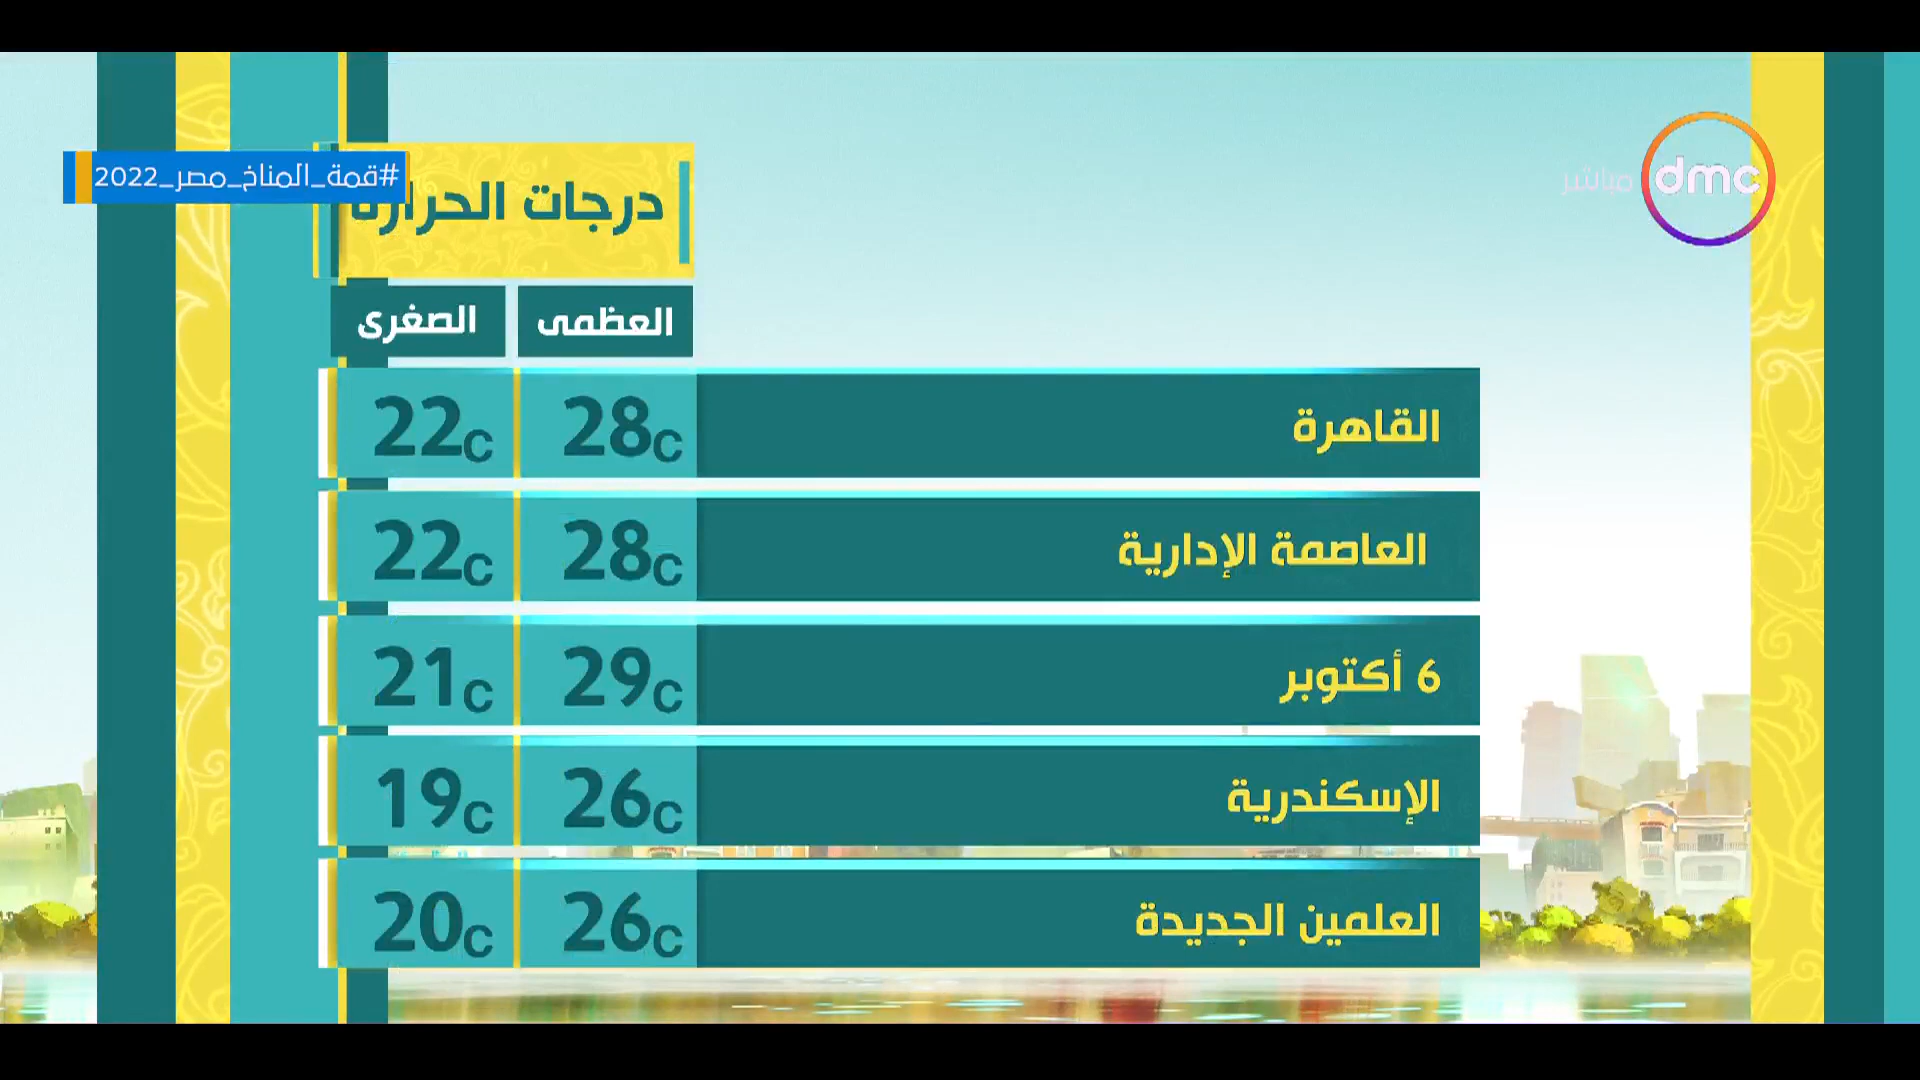 #قمة_المناخ_مصر_2022
dmc مباشر
درجات الحرارة
العظمى الصغرى
القاهرة 28c 22c
العاصمة الإدارية 28c 22c
6 أكتوبر 29c 21c
الإسكندرية 26c 19c
العلمين الجديدة 26c 20c